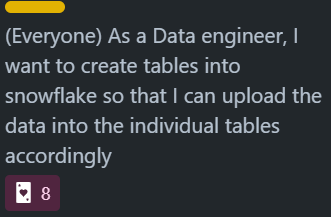 (Everyone) As a Data engineer, I
want to create tables into
snowflake so that I can upload the
data into the individual tables
accordingly
8